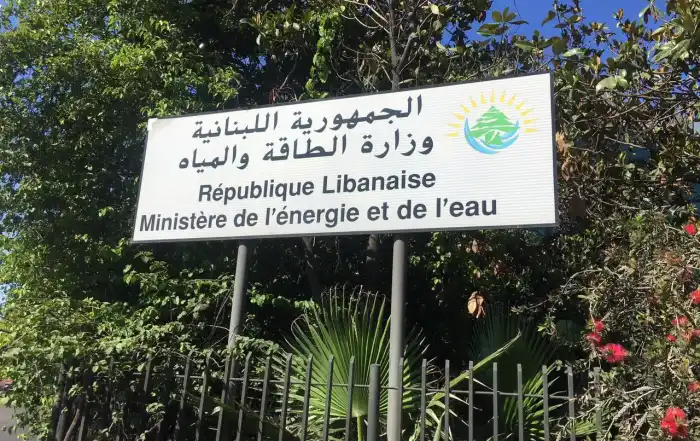 الجمهورية اللبنانية
وزارة الطاقة والمياه
République Libanaise
Ministère de l'énergie et de l'eau